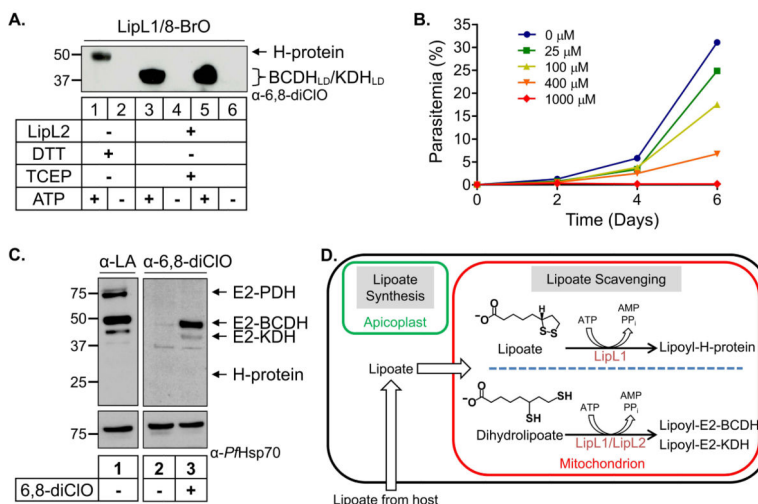 A.
LipL1/8-BrO
50
37
H-protein
BCDH_LD/KDH_LD
α-6,8-diClO
1 2 3 4 5 6
LipL2 - +
DTT + -
TCEP - +
ATP + - + - + -
B.
0 μM
25 μM
100 μM
400 μM
1000 μM
Parasitemia (%)
35
30
25
20
15
10
5
0
0 2 4 6
Time (Days)
C.
α-LA α-6,8-diClO
75
50
37
25
75
E2-PDH
E2-BCDH
E2-KDH
H-protein
α-PfHsp70
1 2 3
6,8-diClO - - +
D.
Lipoate
Synthesis
Apicoplast
Lipoate Scavenging
H
⁻O
O
S
S
Lipoate
ATP
AMP
PPi
LipL1
Lipoyl-H-protein
Lipoate
⁻O
O
SH
SH
Dihydrolipoate
ATP
AMP
PPi
LipL1/LipL2
Lipoyl-E2-BCDH
Lipoyl-E2-KDH
Mitochondrion
Lipoate from host